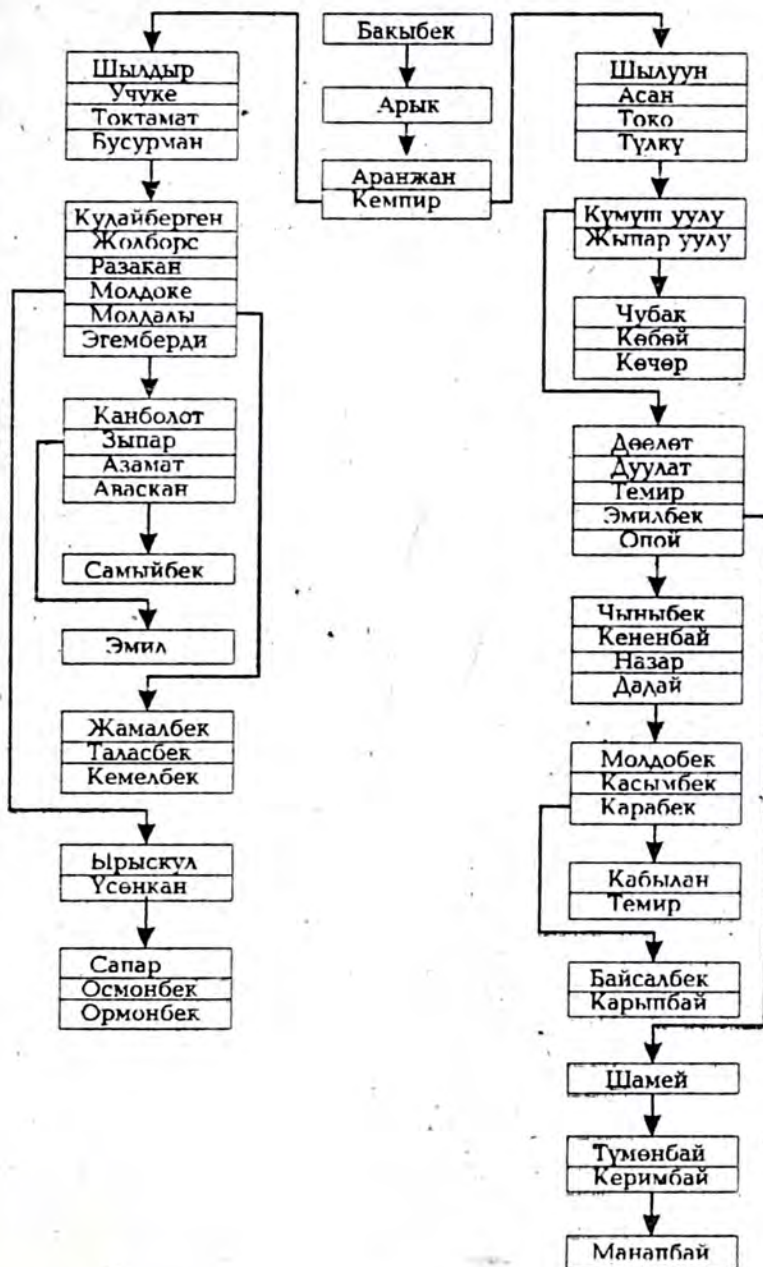 Бакыбек
Арык
Аранжан
Кемпир
Шылдыр
Учуке
Токтамат
Бусурман
Кулайберген
Жолборс
Разакан
Молдоке
Молдалы
Эгемберди
Канболот
Зыпар
Азамат
Аваскан
Самыйбек
Эмил
Жамалбек
Таласбек
Кемелбек
Ырыскул
Үсөнкан
Сапар
Осмонбек
Ормонбек
Шылуун
Асан
Токо
Түлкү
Күмүш уулу
Жыпар уулу
Чубак
Көбөй
Көчөр
Дөөлөт
Дуулат
Темир
Эмилбек
Опой
Чыныбек
Кененбай
Назар
Далай
Молдобек
Касымбек
Карабек
Кабылан
Темир
Байсалбек
Карыпбай
Шамей
Түмөнбай
Керимбай
Манапбай